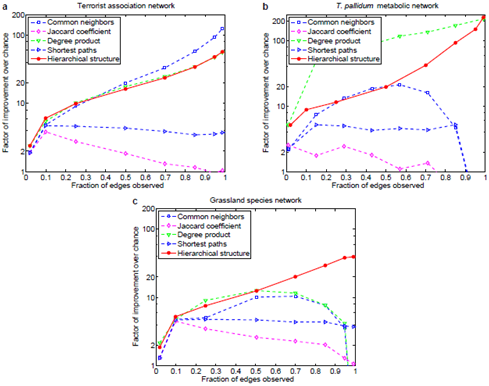 a
Terrorist association network
Factor of improvement over chance
200
100
20
10
2
1
Common neighbors
Jaccard coefficient
Degree product
Shortest paths
Hierarchical structure
0 0.1 0.2 0.3 0.4 0.5 0.6 0.7 0.8 0.9 1
Fraction of edges observed
b
T. pallidum metabolic network
Factor of improvement over chance
200
100
20
10
2
1
Common neighbors
Jaccard coefficient
Degree product
Shortest paths
Hierarchical structure
0 0.1 0.2 0.3 0.4 0.5 0.6 0.7 0.8 0.9 1
Fraction of edges observed
c
Grassland species network
Factor of improvement over chance
200
100
20
10
2
1
Common neighbors
Jaccard coefficient
Degree product
Shortest paths
Hierarchical structure
0 0.1 0.2 0.3 0.4 0.5 0.6 0.7 0.8 0.9 1
Fraction of edges observed